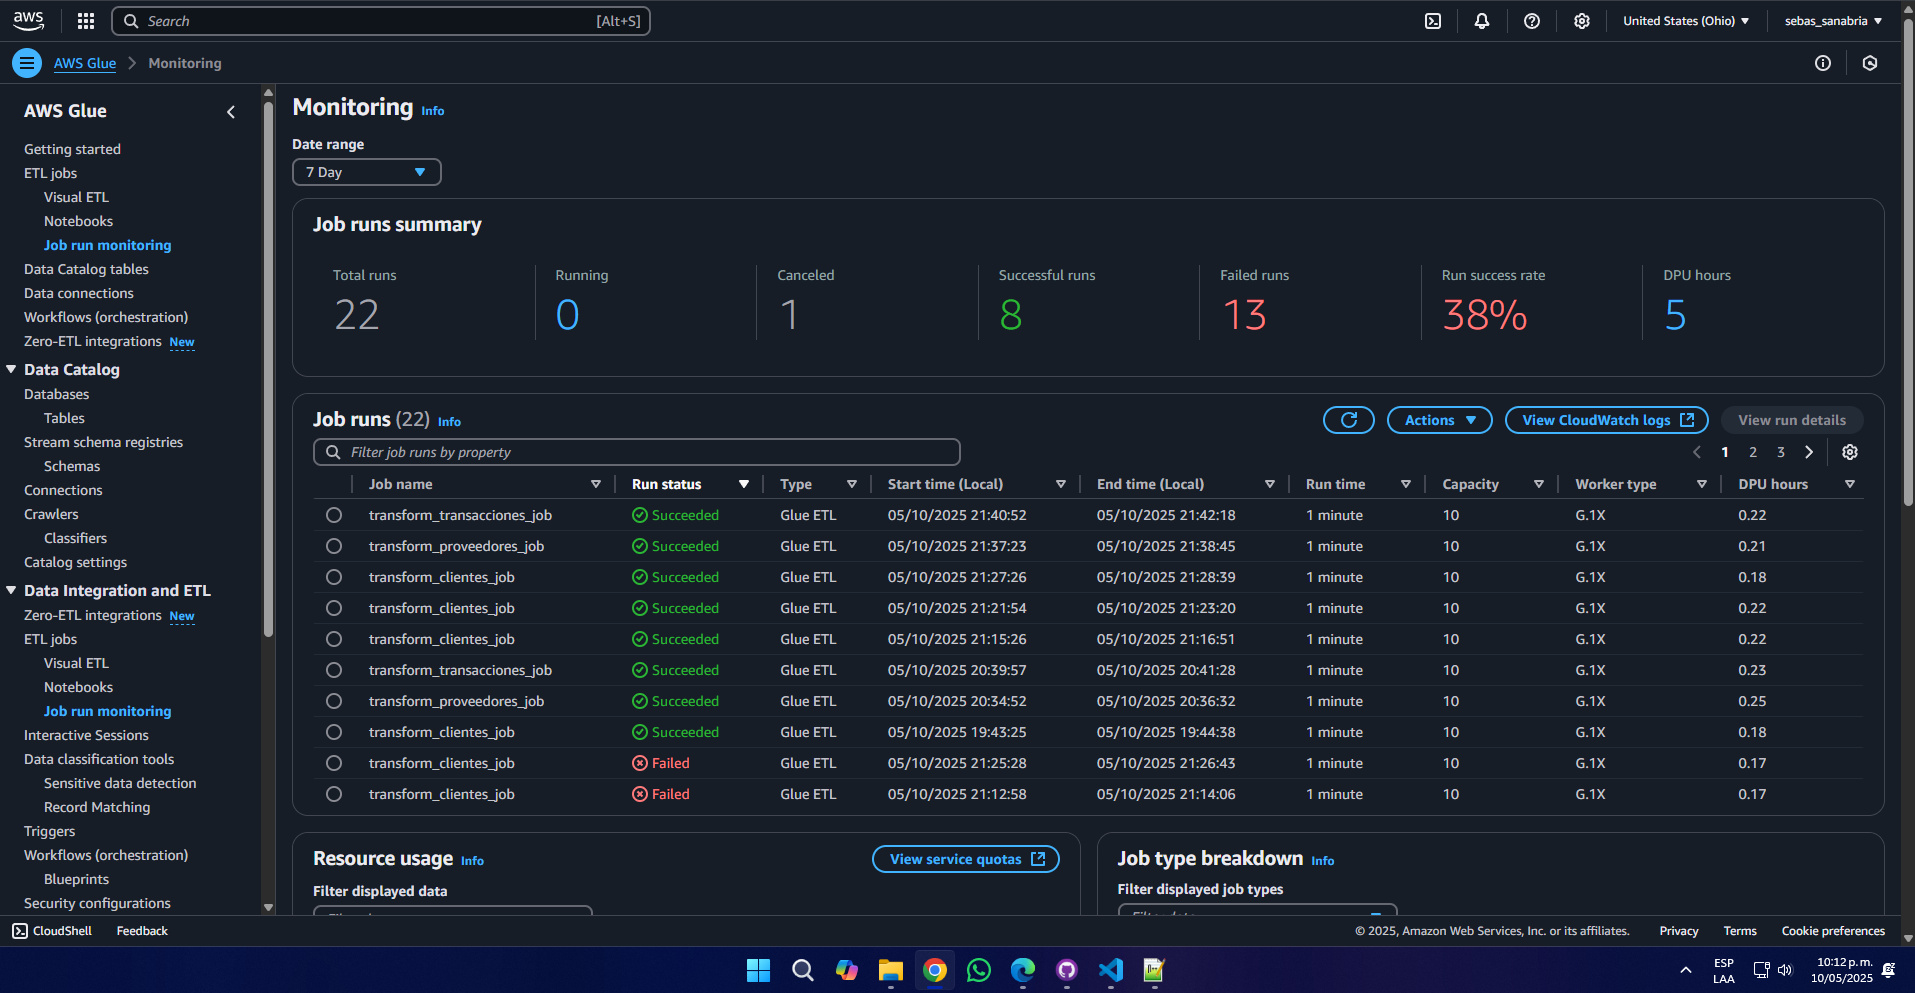 aws
Search [Alt+S]
United States (Ohio)
sebas_sanabria
AWS Glue > Monitoring
AWS Glue
Getting started
ETL jobs
Visual ETL
Notebooks
Job run monitoring
Data Catalog tables
Data connections
Workflows (orchestration)
Zero-ETL integrations New
Data Catalog
Databases
Tables
Stream schema registries
Schemas
Connections
Crawlers
Classifiers
Catalog settings
Data Integration and ETL
Zero-ETL integrations New
ETL jobs
Visual ETL
Notebooks
Job run monitoring
Interactive Sessions
Data classification tools
Sensitive data detection
Record Matching
Triggers
Workflows (orchestration)
Blueprints
Security configurations
Monitoring Info
Date range
7 Day
Job runs summary
Total runs Running Canceled Successful runs Failed runs Run success rate DPU hours
22 0 1 8 13 38% 5
Job runs (22) Info
Actions View CloudWatch logs View run details
Filter job runs by property
1 2 3
Job name Run status Type Start time (Local) End time (Local) Run time Capacity Worker type DPU hours
transform_transacciones_job Succeeded Glue ETL 05/10/2025 21:40:52 05/10/2025 21:42:18 1 minute 10 G.1X 0.22
transform_proveedores_job Succeeded Glue ETL 05/10/2025 21:37:23 05/10/2025 21:38:45 1 minute 10 G.1X 0.21
transform_clientes_job Succeeded Glue ETL 05/10/2025 21:27:26 05/10/2025 21:28:39 1 minute 10 G.1X 0.18
transform_clientes_job Succeeded Glue ETL 05/10/2025 21:21:54 05/10/2025 21:23:20 1 minute 10 G.1X 0.22
transform_clientes_job Succeeded Glue ETL 05/10/2025 21:15:26 05/10/2025 21:16:51 1 minute 10 G.1X 0.22
transform_transacciones_job Succeeded Glue ETL 05/10/2025 20:39:57 05/10/2025 20:41:28 1 minute 10 G.1X 0.23
transform_proveedores_job Succeeded Glue ETL 05/10/2025 20:34:52 05/10/2025 20:36:32 1 minute 10 G.1X 0.25
transform_clientes_job Succeeded Glue ETL 05/10/2025 19:43:25 05/10/2025 19:44:38 1 minute 10 G.1X 0.18
transform_clientes_job Failed Glue ETL 05/10/2025 21:25:28 05/10/2025 21:26:43 1 minute 10 G.1X 0.17
transform_clientes_job Failed Glue ETL 05/10/2025 21:12:58 05/10/2025 21:14:06 1 minute 10 G.1X 0.17
Resource usage Info
View service quotas
Filter displayed data
Job type breakdown Info
Filter displayed job types
CloudShell Feedback
© 2025, Amazon Web Services, Inc. or its affiliates. Privacy Terms Cookie preferences
ESP
LAA
10:12 p. m.
10/05/2025